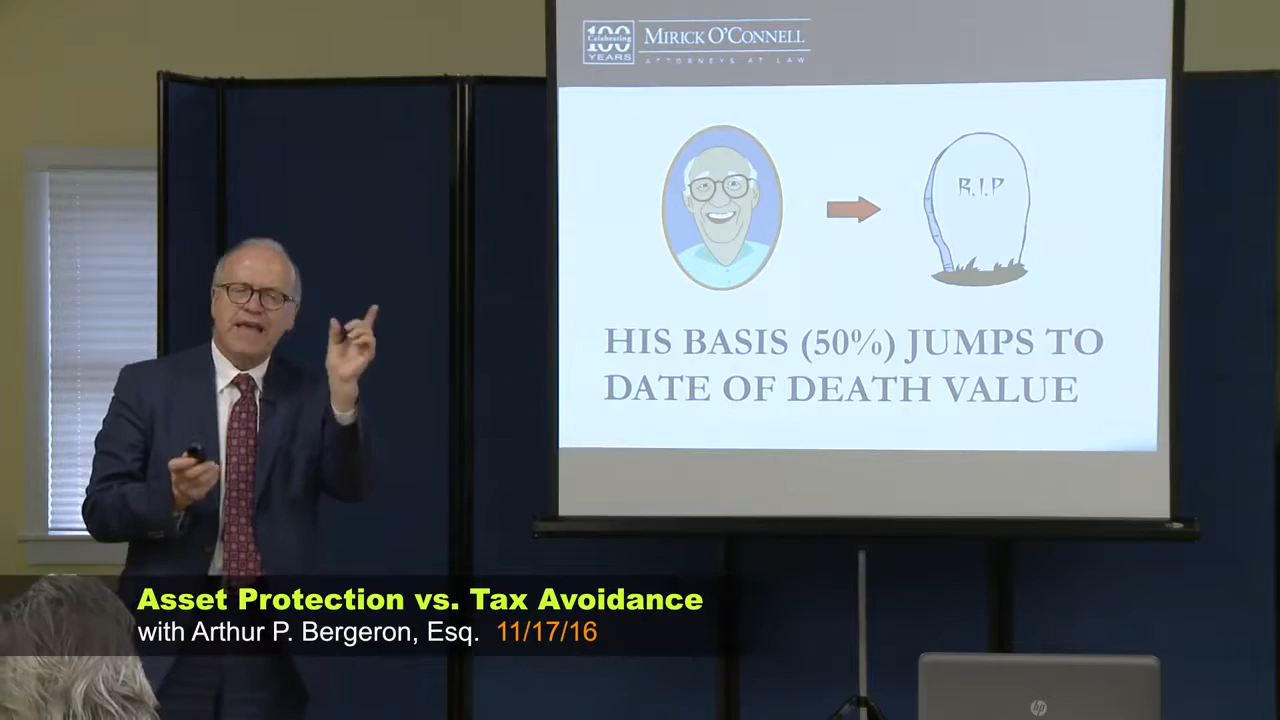 Celebrating
100
YEARS
MIRICK O'CONNELL
ATTORNEYS AT LAW
R.I.P
HIS BASIS (50%) JUMPS TO
DATE OF DEATH VALUE
Asset Protection vs. Tax Avoidance
with Arthur P. Bergeron, Esq. 11/17/16
hp